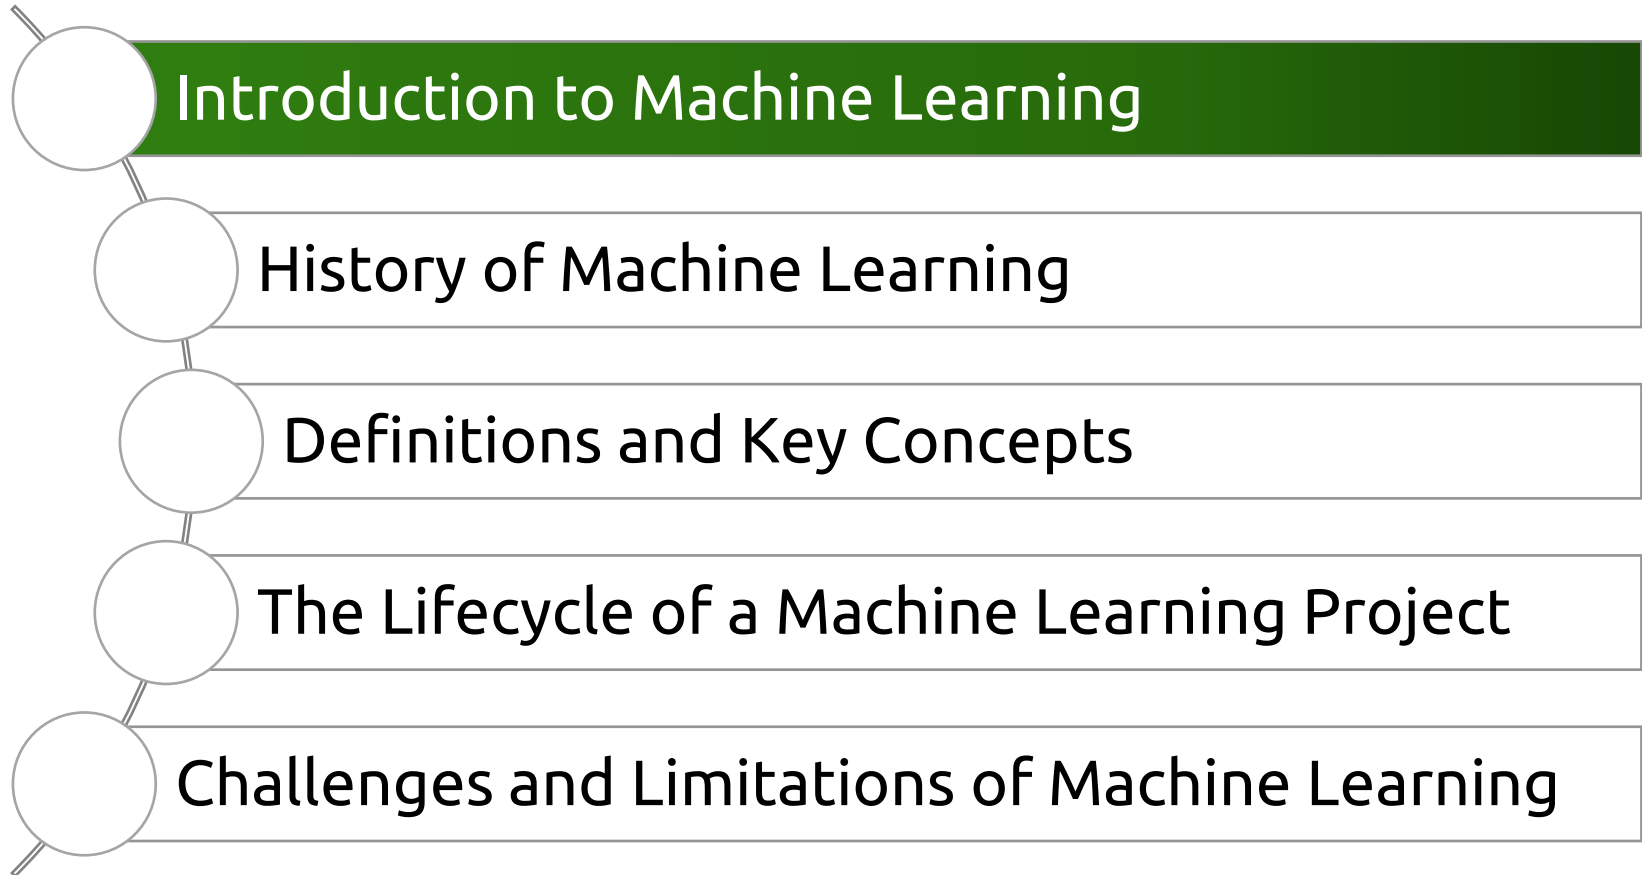 Introduction to Machine Learning
History of Machine Learning
Definitions and Key Concepts
The Lifecycle of a Machine Learning Project
Challenges and Limitations of Machine Learning